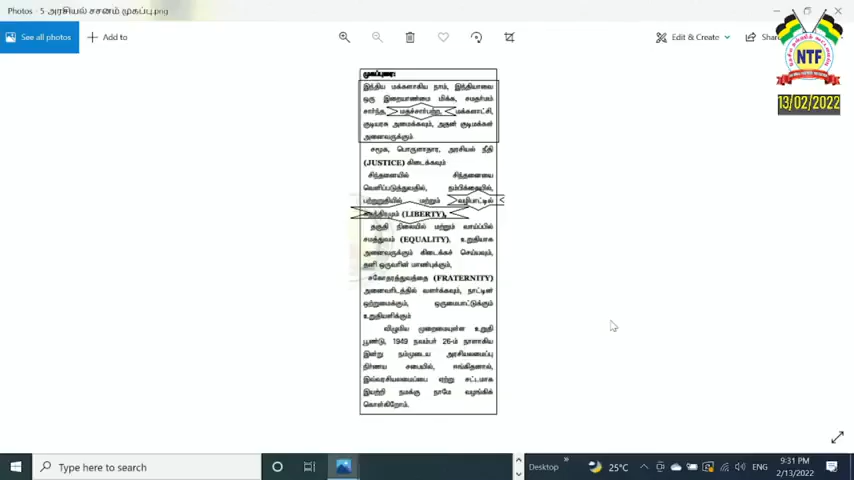 Photos - 5 அரசியல் சாசனம் முகப்பு.png
See all photos
Add to
Edit & Create
Share
NTF
13/02/2022
முகப்புரை:
இந்திய மக்களாகிய நாம், இந்தியாவை
ஒரு இறையாண்மை மிக்க, சமதர்மம்
சார்ந்த, மதச்சார்பற்ற, மக்களாட்சி,
குடியரசு அமைக்கவும், அதன் குடிமக்கள்
அனைவருக்கும்
சமூக, பொருளாதார, அரசியல் நீதி
(JUSTICE) கிடைக்கவும்
சிந்தனையில் சிந்தனையை
வெளிப்படுத்துவதில், நம்பிக்கையில்,
பற்றுறுதியில் மற்றும் வழிபாட்டில்
சுதந்திரமும் (LIBERTY),
தகுதி நிலையில் மற்றும் வாய்ப்பில்
சமத்துவம் (EQUALITY), உறுதியாக
அனைவருக்கும் கிடைக்கச் செய்யவும்,
தனி ஒருவரின் மாண்புக்கும்,
சகோதரத்துவத்தை (FRATERNITY)
அனைவரிடத்தில் வளர்க்கவும், நாட்டின்
ஒற்றுமைக்கும், ஒருமைபாட்டுக்கும்
உறுதியளிக்கும்
விழுமிய முறைமையுள்ள உறுதி
பூண்டு, 1949 நவம்பர் 26-ம் நாளாகிய
இன்று நம்முடைய அரசியலமைப்பு
நிர்ணய சபையில், ஈங்கிதனால்,
இவ்வரசியலமைப்பை ஏற்று சட்டமாக
இயற்றி நமக்கு நாமே வழங்கிக்
கொள்கிறோம்.
Type here to search
Desktop
25°C
ENG
9:31 PM
2/13/2022